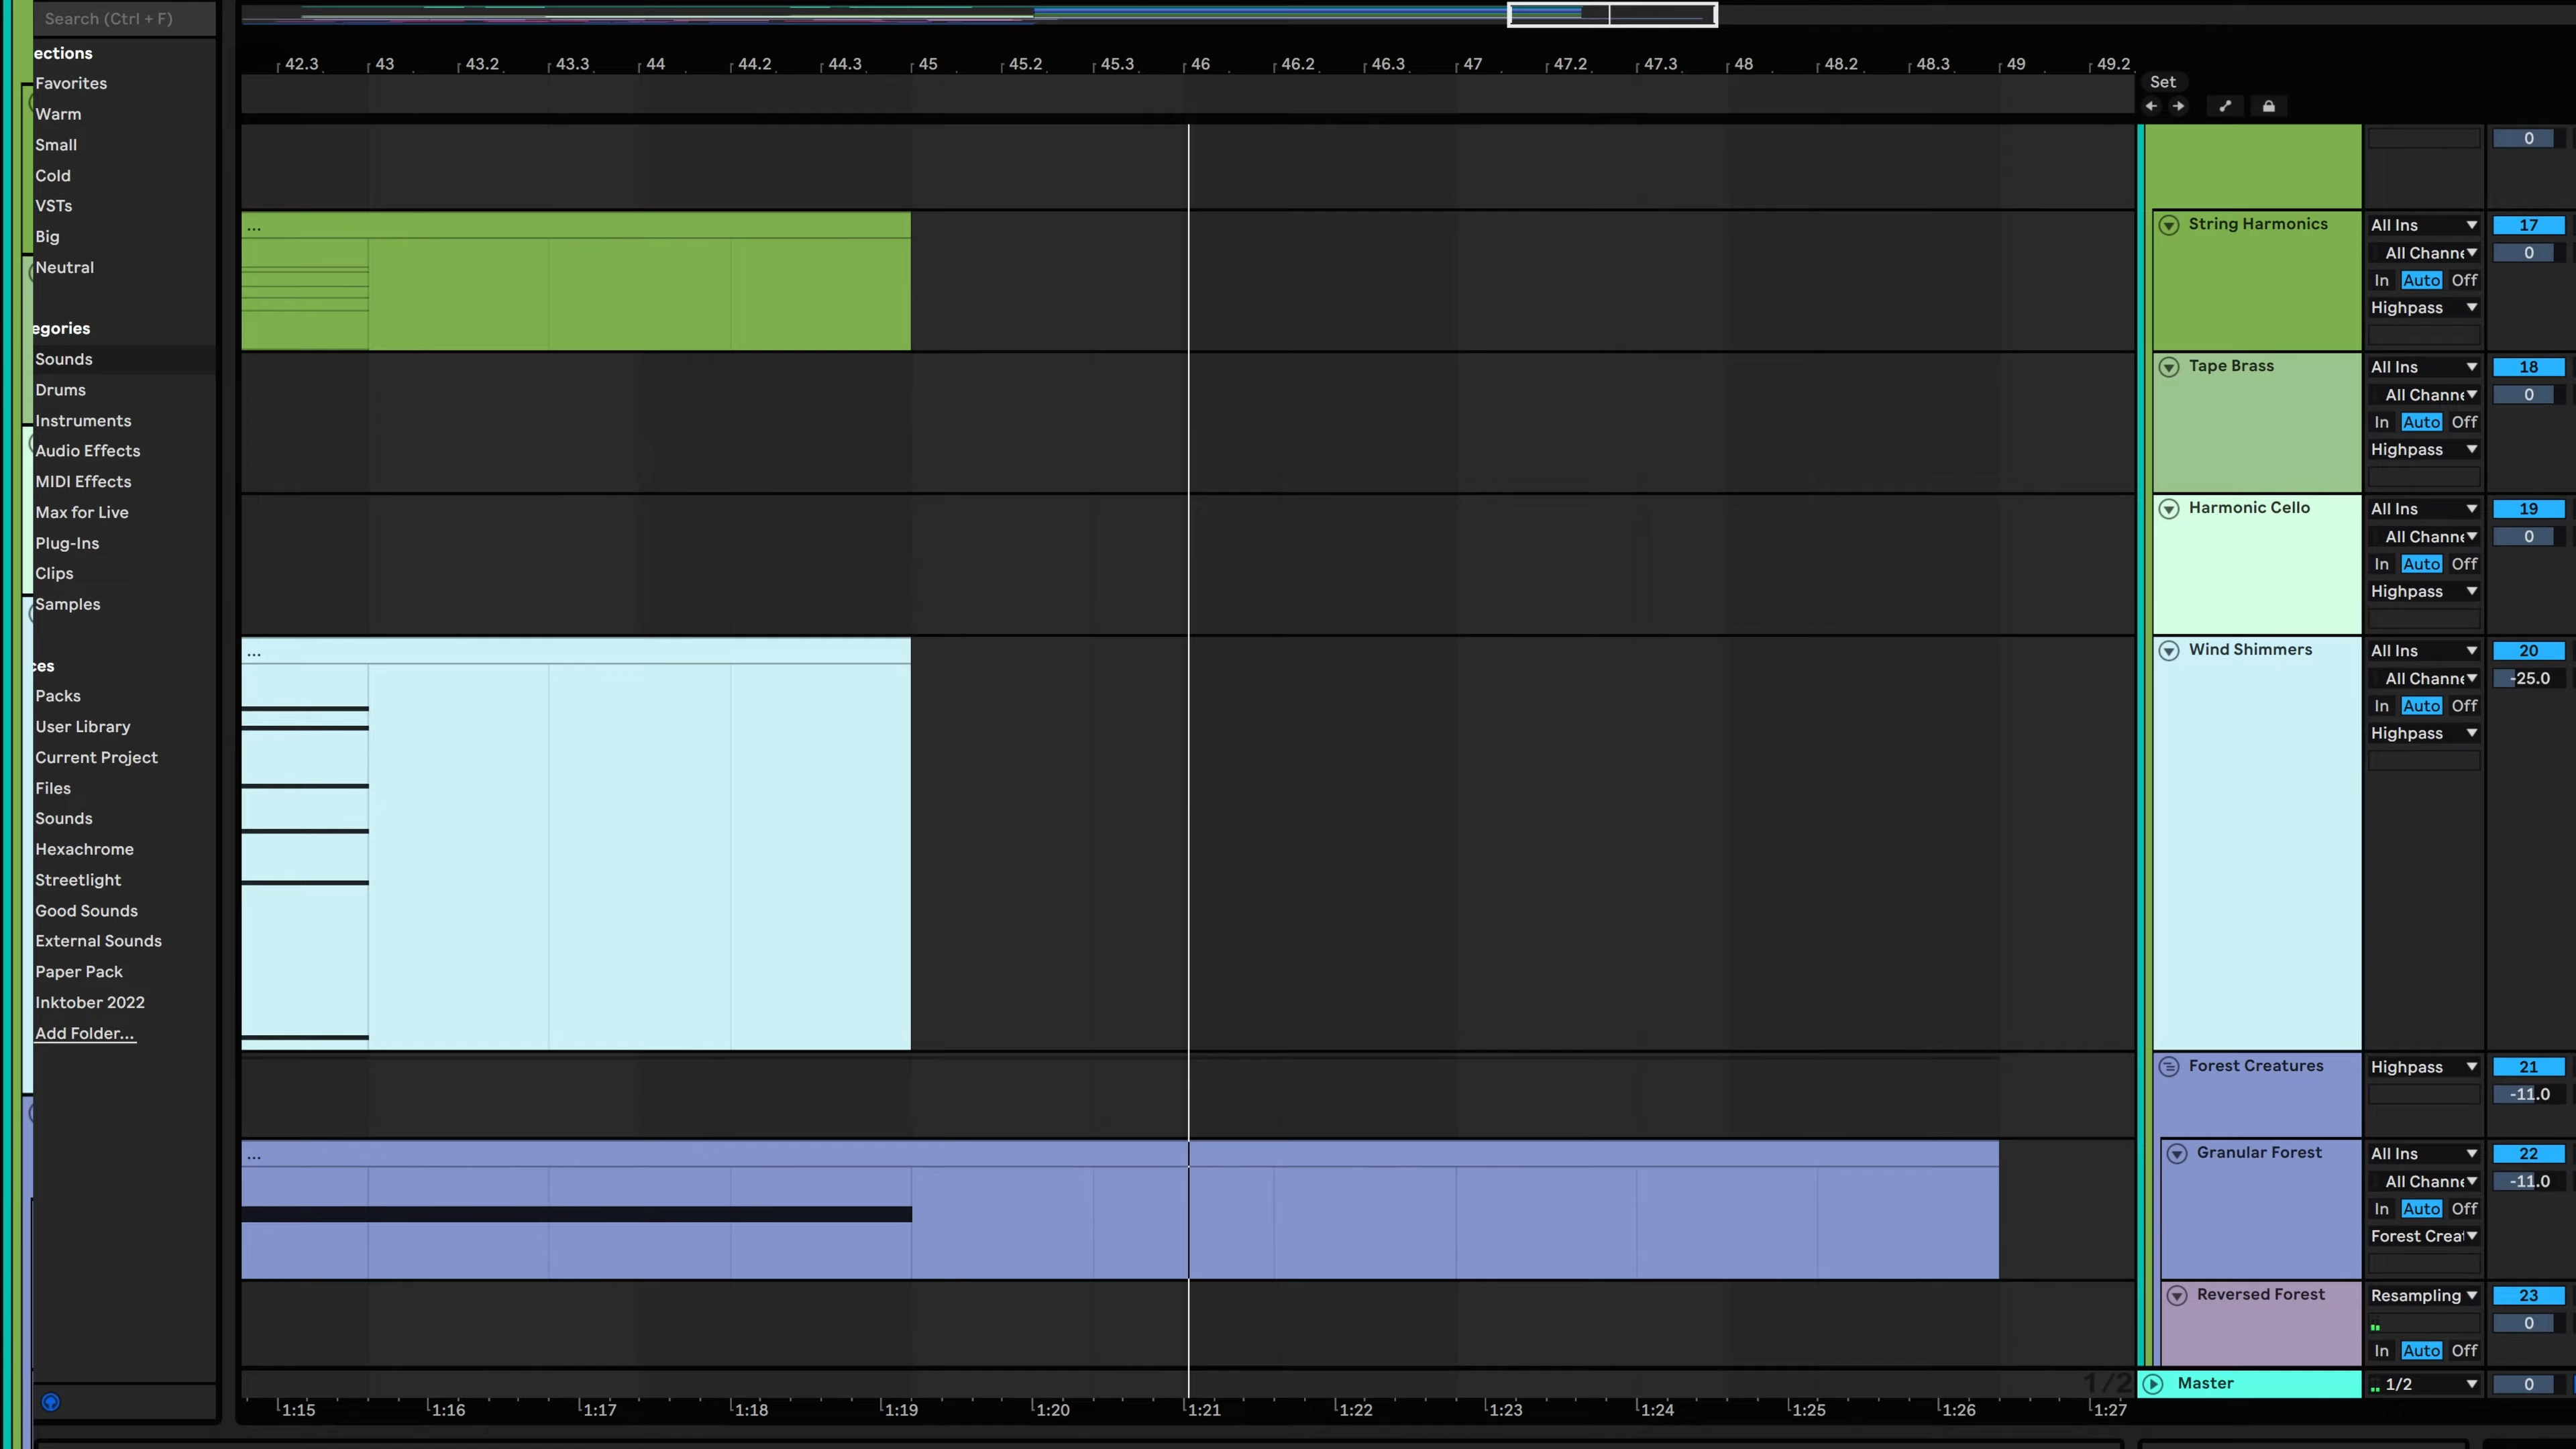 Search (Ctrl + F)
ections
Favorites
Warm
Small
Cold
VSTs
Big
Neutral
egories
Sounds
Drums
Instruments
Audio Effects
MIDI Effects
Max for Live
Plug-Ins
Clips
Samples
ces
Packs
User Library
Current Project
Files
Sounds
Hexachrome
Streetlight
Good Sounds
External Sounds
Paper Pack
Inktober 2022
Add Folder...
42.3 43 43.2 43.3 44 44.2 44.3 45 45.2 45.3 46 46.2 46.3 47 47.2 47.3 48 48.2 48.3 49 49.2
Set
0
...
String Harmonics All Ins 17
All Channe 0
In Auto Off
Highpass
Tape Brass All Ins 18
All Channe 0
In Auto Off
Highpass
Harmonic Cello All Ins 19
All Channe 0
In Auto Off
Highpass
...
Wind Shimmers All Ins 20
All Channe -25.0
In Auto Off
Highpass
Forest Creatures Highpass 21
-11.0
...
Granular Forest All Ins 22
All Channe -11.0
In Auto Off
Forest Crea
Reversed Forest Resampling 23
0
In Auto Off
1/2 Master 1/2 0
1:15 1:16 1:17 1:18 1:19 1:20 1:21 1:22 1:23 1:24 1:25 1:26 1:27